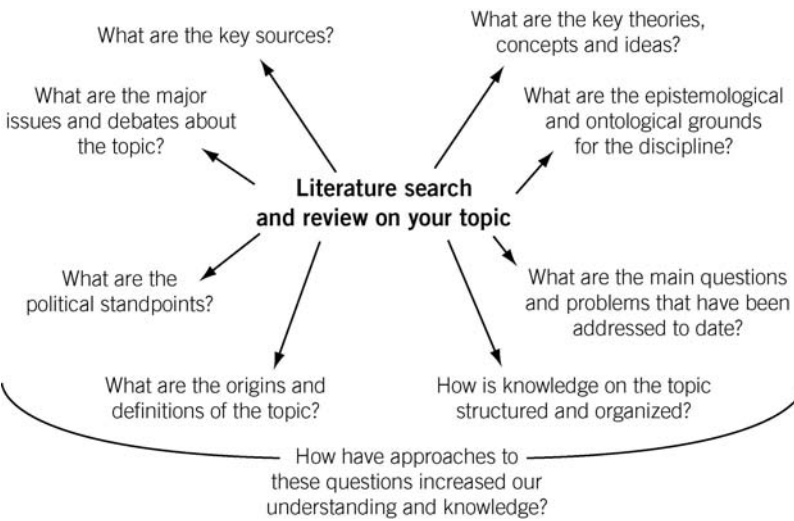 What are the key sources?
What are the key theories,
concepts and ideas?
What are the major
issues and debates about
the topic?
What are the epistemological
and ontological grounds
for the discipline?
Literature search
and review on your topic
What are the
political standpoints?
What are the main questions
and problems that have been
addressed to date?
What are the origins and
definitions of the topic?
How is knowledge on the topic
structured and organized?
How have approaches to
these questions increased our
understanding and knowledge?